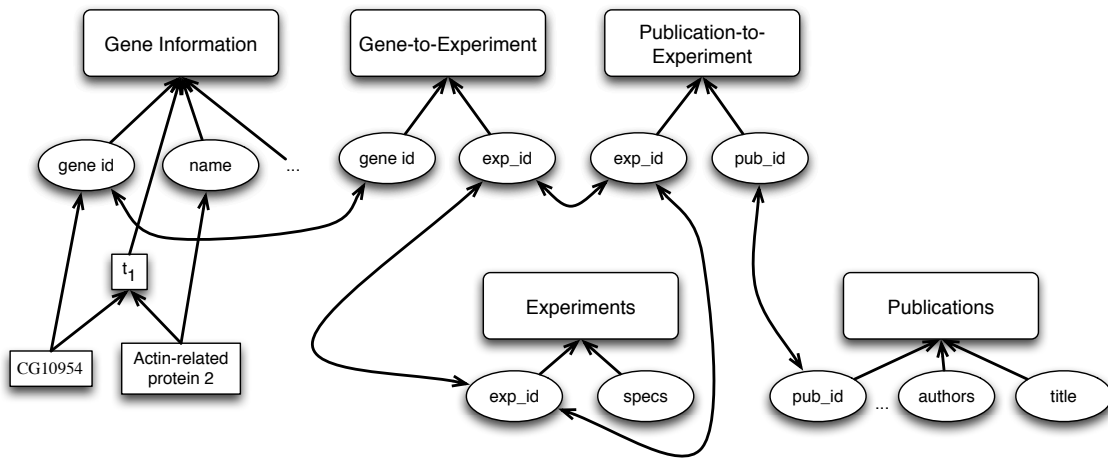 Gene Information
Gene-to-Experiment
Publication-to-
Experiment
gene id
name
...
gene id
exp_id
exp_id
pub_id
t1
CG10954
Actin-related
protein 2
Experiments
Publications
exp_id
specs
pub_id
...
authors
title